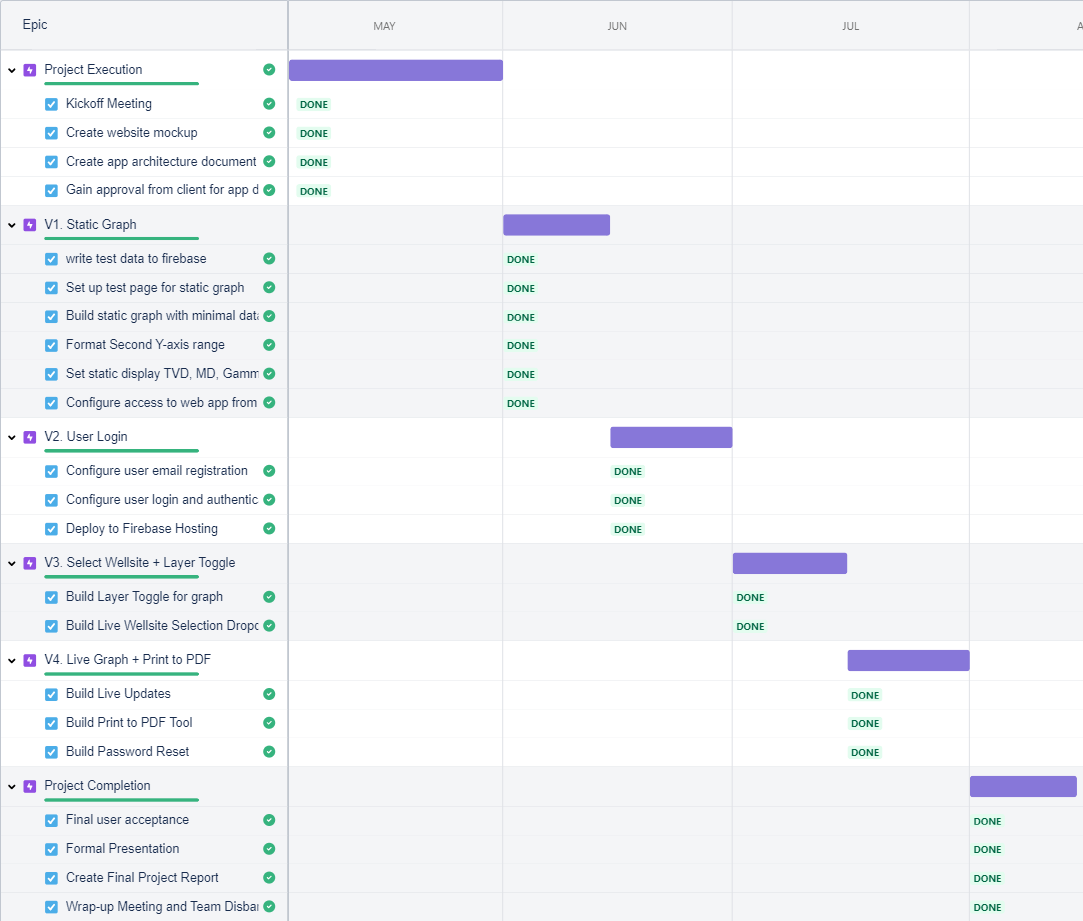 Epic MAY JUN JUL A
Project Execution
Kickoff Meeting DONE
Create website mockup DONE
Create app architecture document DONE
Gain approval from client for app d DONE
V1. Static Graph
write test data to firebase DONE
Set up test page for static graph DONE
Build static graph with minimal data DONE
Format Second Y-axis range DONE
Set static display TVD, MD, Gamm DONE
Configure access to web app from DONE
V2. User Login
Configure user email registration DONE
Configure user login and authentic DONE
Deploy to Firebase Hosting DONE
V3. Select Wellsite + Layer Toggle
Build Layer Toggle for graph DONE
Build Live Wellsite Selection Dropd DONE
V4. Live Graph + Print to PDF
Build Live Updates DONE
Build Print to PDF Tool DONE
Build Password Reset DONE
Project Completion
Final user acceptance DONE
Formal Presentation DONE
Create Final Project Report DONE
Wrap-up Meeting and Team Disba DONE